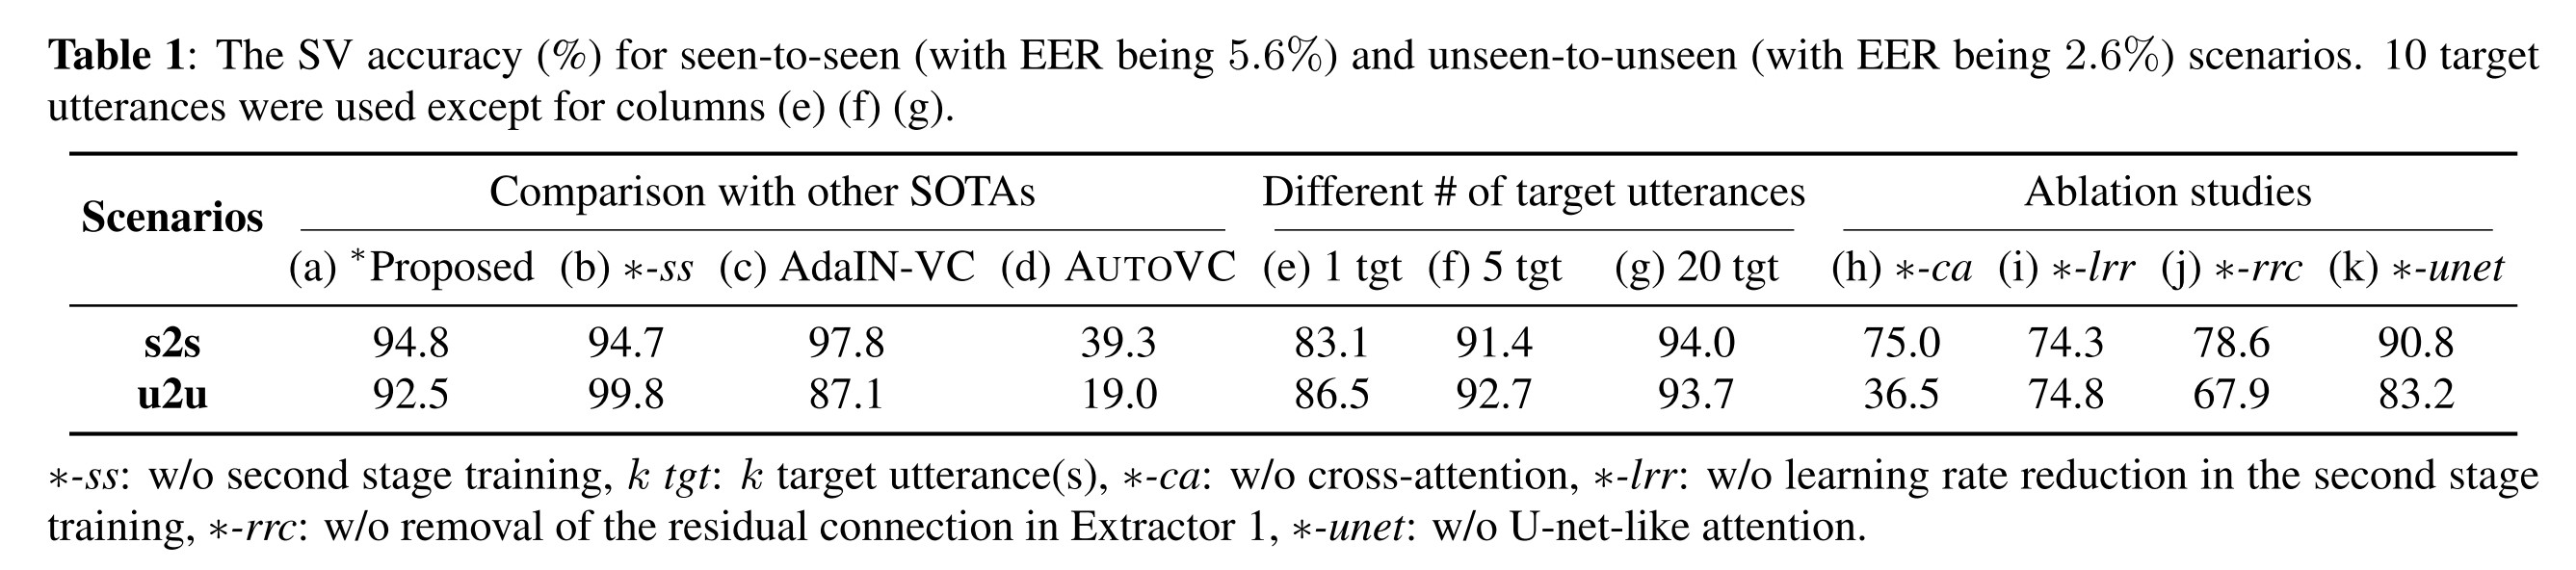 Table 1: The SV accuracy (%) for seen-to-seen (with EER being 5.6%) and unseen-to-unseen (with EER being 2.6%) scenarios. 10 target
utterances were used except for columns (e) (f) (g).
Scenarios Comparison with other SOTAs Different # of target utterances Ablation studies
(a) *Proposed (b) *-ss (c) AdaIN-VC (d) AUTOVC (e) 1 tgt (f) 5 tgt (g) 20 tgt (h) *-ca (i) *-lrr (j) *-rrc (k) *-unet
s2s 94.8 94.7 97.8 39.3 83.1 91.4 94.0 75.0 74.3 78.6 90.8
u2u 92.5 99.8 87.1 19.0 86.5 92.7 93.7 36.5 74.8 67.9 83.2
*-ss: w/o second stage training, k tgt: k target utterance(s), *-ca: w/o cross-attention, *-lrr: w/o learning rate reduction in the second stage
training, *-rrc: w/o removal of the residual connection in Extractor 1, *-unet: w/o U-net-like attention.